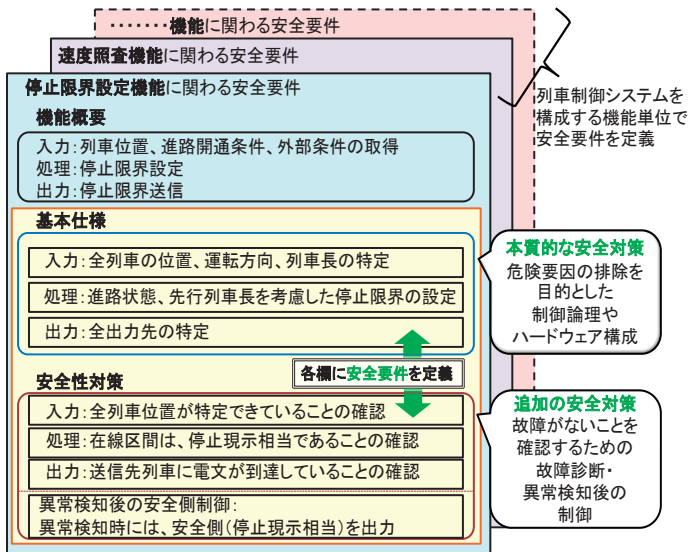 ・・・・・・・機能に関わる安全要件
速度照査機能に関わる安全要件
停止限界設定機能に関わる安全要件
機能概要
入力:列車位置、進路開通条件、外部条件の取得
処理:停止限界設定
出力:停止限界送信
列車制御システムを
構成する機能単位で
安全要件を定義
基本仕様
入力:全列車の位置、運転方向、列車長の特定
処理:進路状態、先行列車長を考慮した停止限界の設定
出力:全出力先の特定
本質的な安全対策
危険要因の排除を
目的とした
制御論理や
ハードウェア構成
各欄に安全要件を定義
安全性対策
入力:全列車位置が特定できていることの確認
処理:在線区間は、停止現示相当であることの確認
出力:送信先列車に電文が到達していることの確認
異常検知後の安全側制御:
異常検知時には、安全側(停止現示相当)を出力
追加の安全対策
故障がないことを
確認するための
故障診断・
異常検知後の
制御